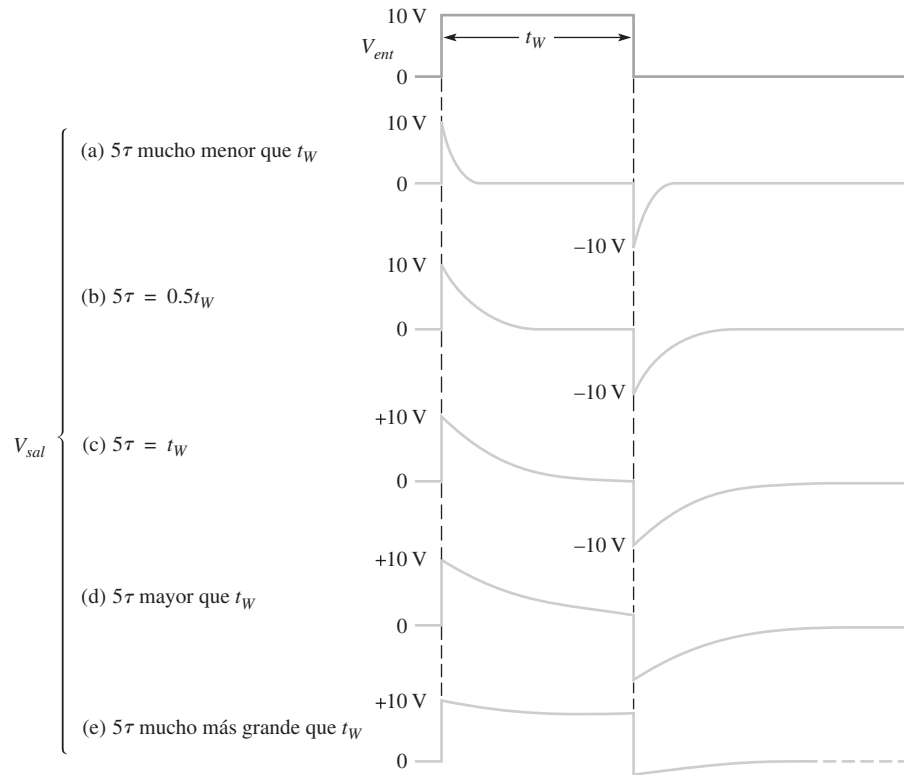 10 V
V_ent
t_W
0
10 V
(a) 5τ mucho menor que t_W
0
–10 V
10 V
(b) 5τ = 0.5t_W
0
–10 V
+10 V
V_sal
(c) 5τ = t_W
0
–10 V
+10 V
(d) 5τ mayor que t_W
0
+10 V
(e) 5τ mucho más grande que t_W
0